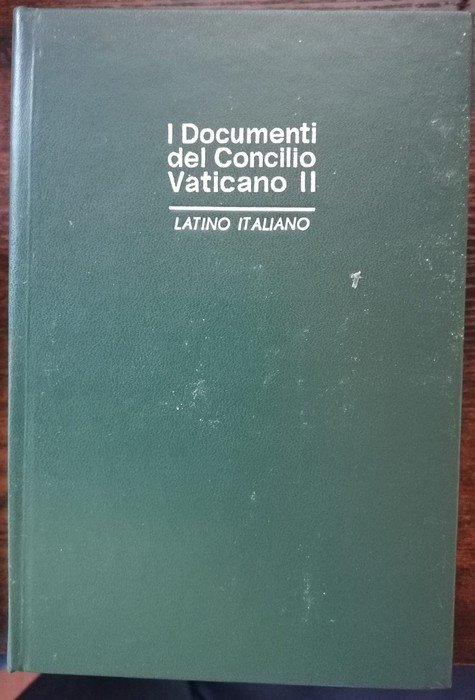 I Documenti
del Concilio
Vaticano II
LATINO ITALIANO